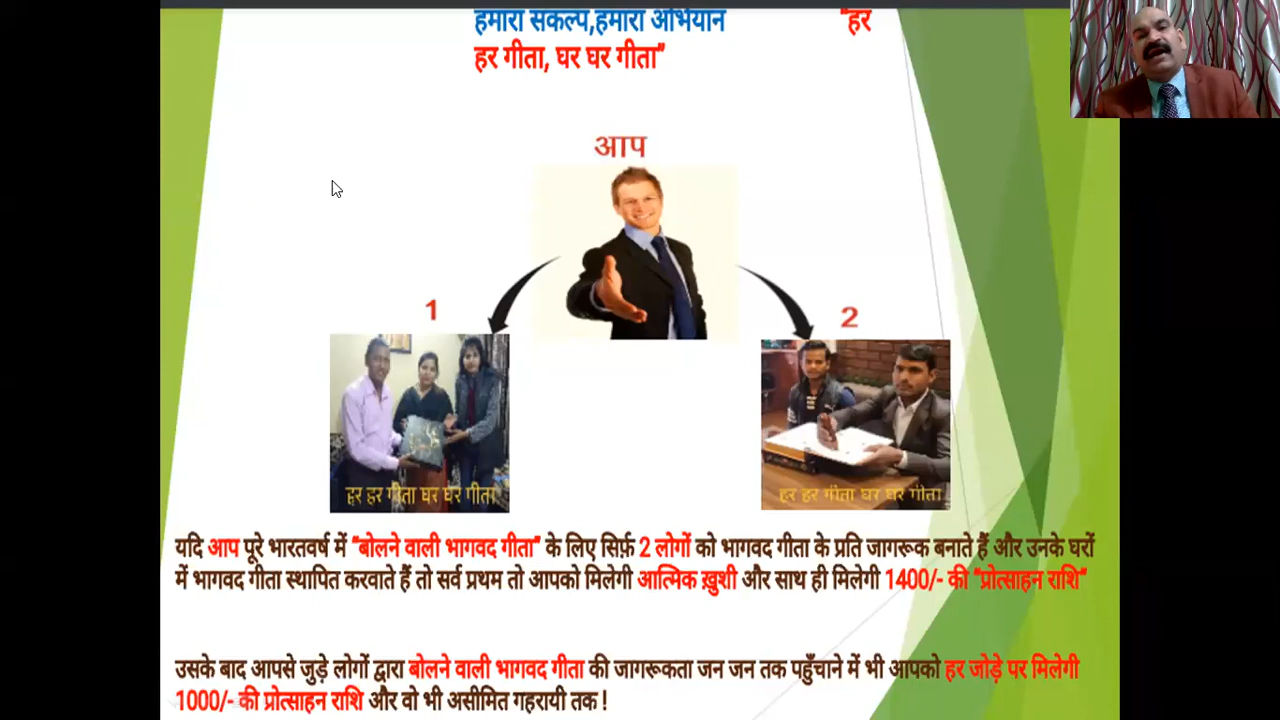 हमारा संकल्प,हमारा अभियान "हर
हर गीता, घर घर गीता"
आप
1
2
हर हर गीता घर घर गीता
हर हर गीता घर घर गीता
यदि आप पूरे भारतवर्ष में "बोलने वाली भागवद गीता" के लिए सिर्फ़ 2 लोगों को भागवद गीता के प्रति जागरूक बनाते हैं और उनके घरों
में भागवद गीता स्थापित करवाते हैं तो सर्व प्रथम तो आपको मिलेगी आत्मिक ख़ुशी और साथ ही मिलेगी 1400/- की "प्रोत्साहन राशि"
उसके बाद आपसे जुड़े लोगों द्वारा बोलने वाली भागवद गीता की जागरूकता जन जन तक पहुँचाने में भी आपको हर जोड़े पर मिलेगी
1000/- की प्रोत्साहन राशि और वो भी असीमित गहरायी तक !